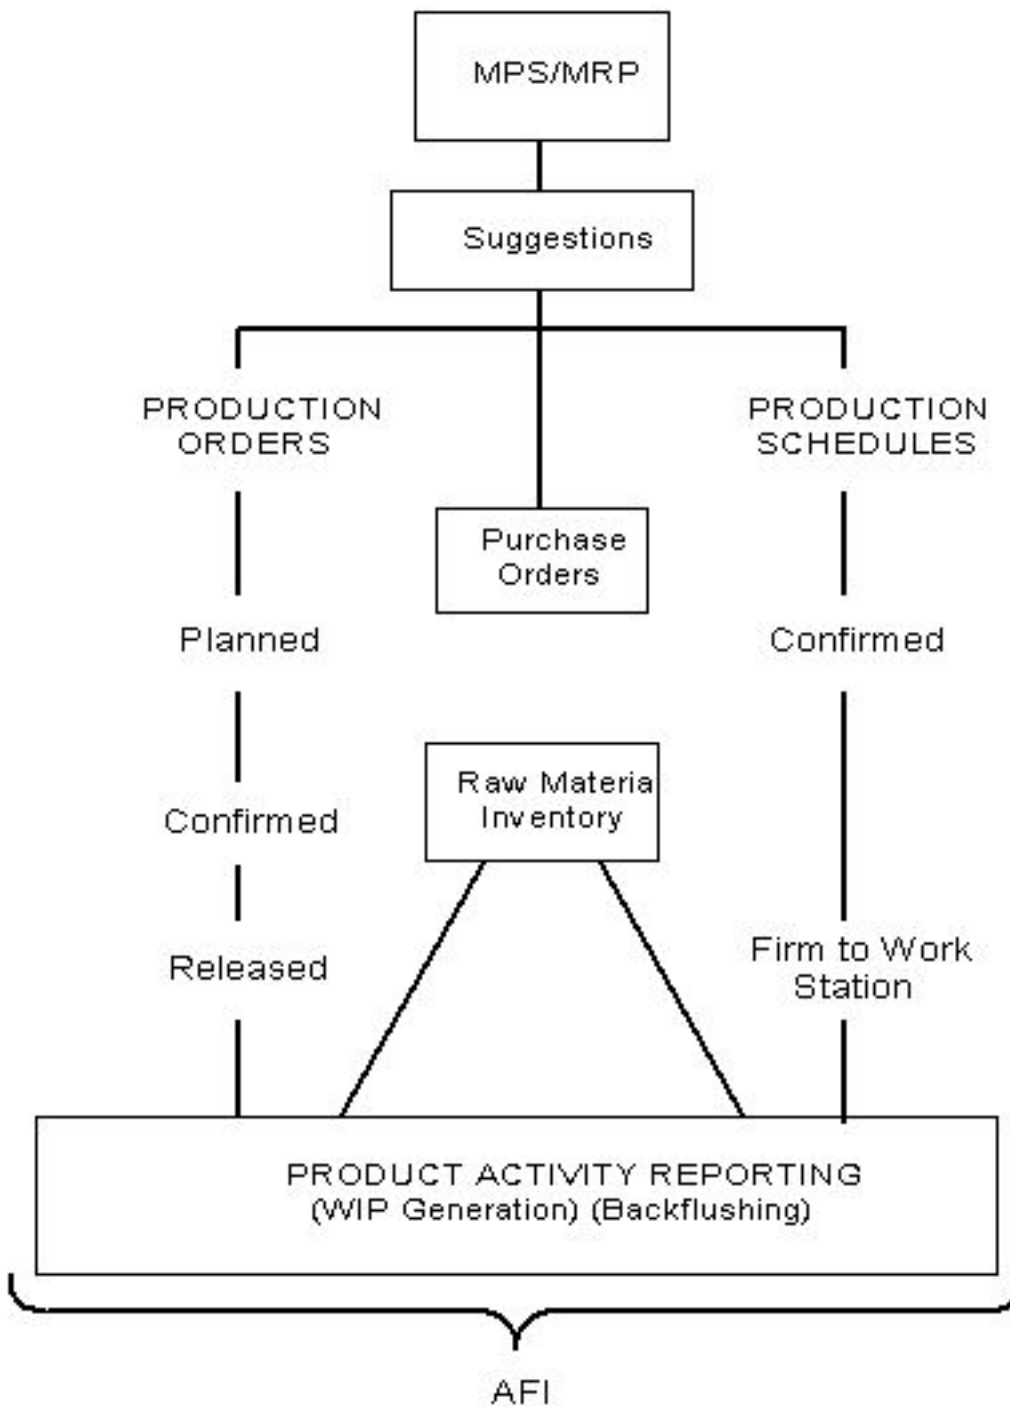 MPS/MRP
Suggestions
PRODUCTION
ORDERS
PRODUCTION
SCHEDULES
Purchase
Orders
Planned
Confirmed
Raw Materia
Inventory
Confirmed
Released
Firm to Work
Station
PRODUCT ACTIVITY REPORTING
(WIP Generation) (Backflushing)
AFI